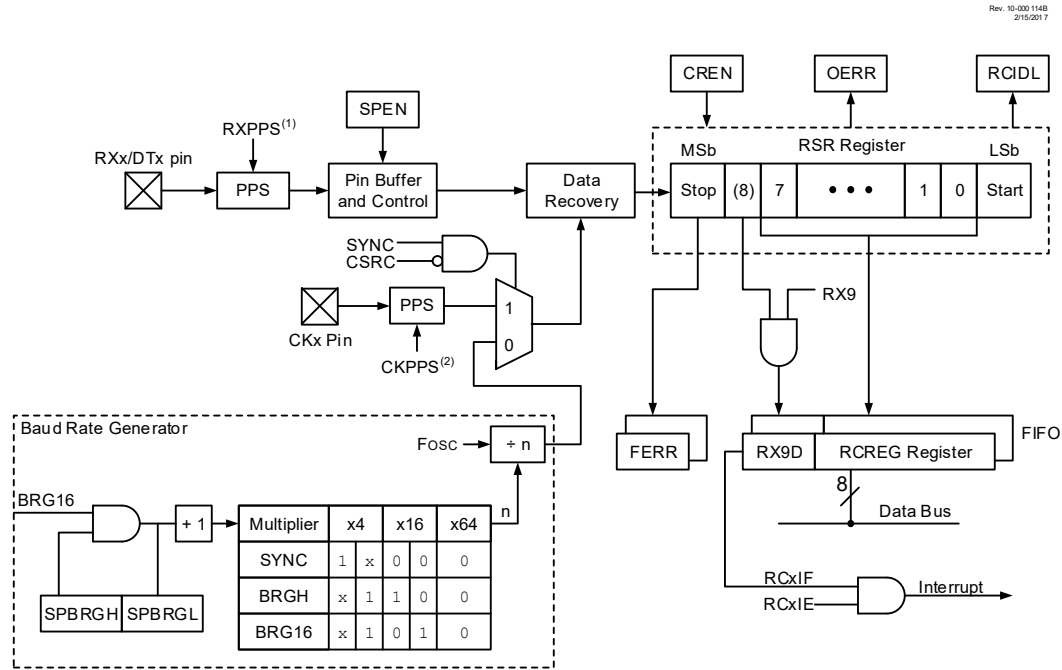 Rev. 10-000 114B
2/15/2017
CREN
OERR
RCIDL
SPEN
RXPPS(1)
RXx/DTx pin
PPS
Pin Buffer
and Control
Data
Recovery
MSb
RSR Register
LSb
Stop
(8)
7
• • •
1
0
Start
SYNC
CSRC
PPS
1
0
CKx Pin
CKPPS(2)
RX9
Baud Rate Generator
FOSC
÷ n
FERR
RX9D
RCREG Register
FIFO
BRG16
+ 1
n
8
Data Bus
Multiplier x4 x16 x64
SYNC 1 x 0 0 0
BRGH x 1 1 0 0
BRG16 x 1 0 1 0
SPBRGH
SPBRGL
RCxIF
RCxIE
Interrupt